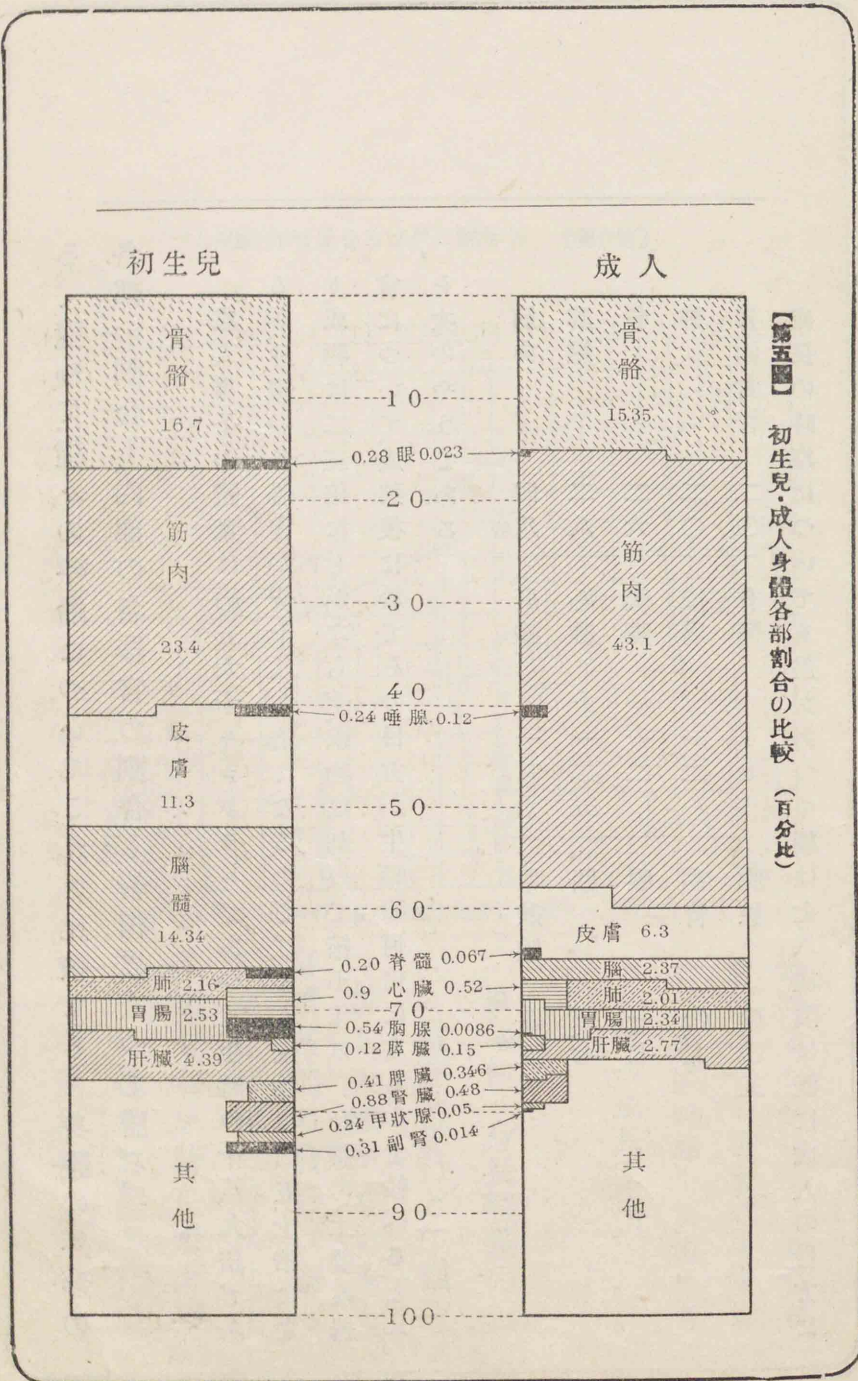 【第五圖】 初生兒・成人身體各部割合の比較 (百分比)
初生兒
成人
骨骼
16.7
骨骼
15.35
10
0.28 眼 0.023
20
筋肉
23.4
筋肉
43.1
30
40
0.24 唾腺 0.12
皮膚
11.3
50
腦髓
14.34
60
皮膚 6.3
0.20 脊髓 0.067
腦 2.37
肺 2.16
0.9 心臟 0.52
肺 2.01
70
胃腸 2.53
胃腸 2.34
0.54 胸腺 0.0086
0.12 膵臟 0.15
肝臟 4.39
肝臟 2.77
0.41 脾臟 0.346
0.88 腎臟 0.48
0.24 甲狀腺 0.05
0.31 副腎 0.014
其他
其他
90
100